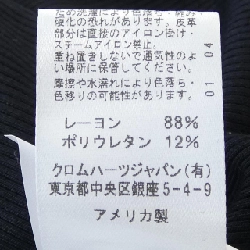 硬化の恐れがあります。皮革
部分は直接のアイロン掛け・
スチームアイロン禁止。
重ね置きしないで通気性のよ
い場所に保管してください。
摩擦や水濡れにより色落ち・
色移りの可能性があります。
レーヨン 88%
ポリウレタン 12%
クロムハーツジャパン(有)
東京都中央区銀座5-4-9
アメリカ製
04